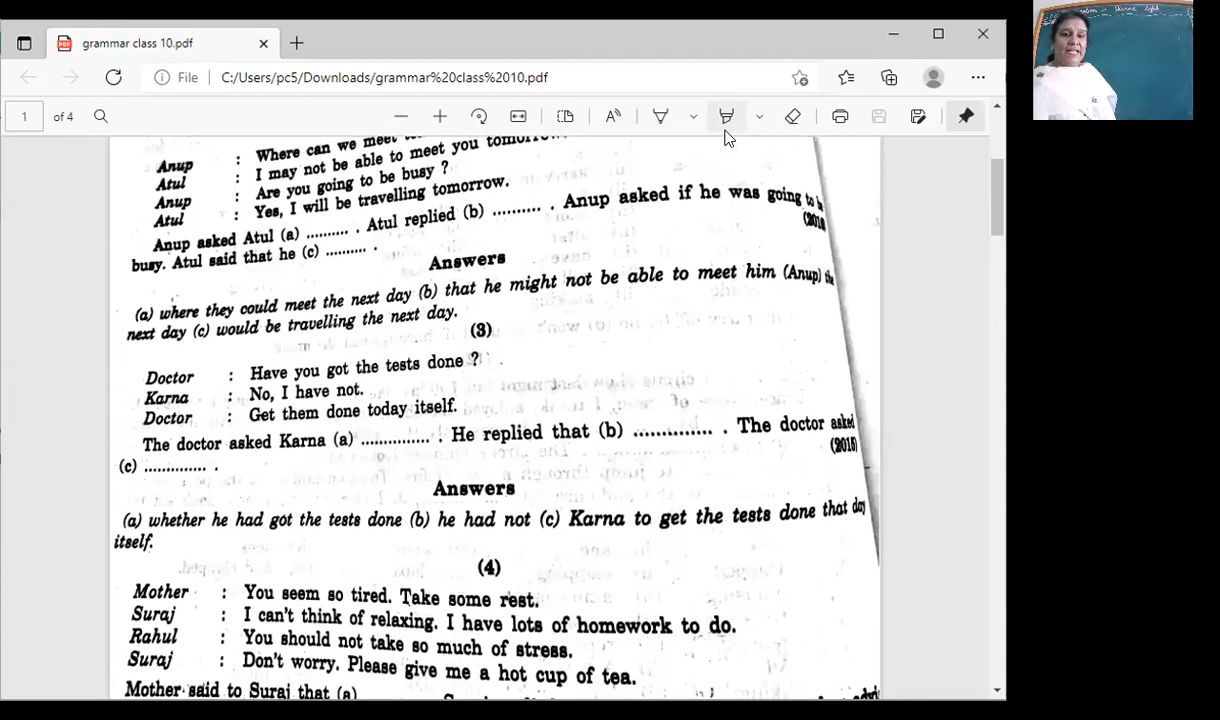 grammar class 10.pdf
File
C:/Users/pc5/Downloads/grammar%20class%2010.pdf
1
of 4
Anup : Where can we meet
Atul : I may not be able to meet you tomorrow.
Anup : Are you going to be busy ?
Atul : Yes, I will be travelling tomorrow.
Anup asked Atul (a) .......... . Atul replied (b) .......... . Anup asked if he was going to
busy. Atul said that he (c) .......... .
Answers
(a) where they could meet the next day (b) that he might not be able to meet him (Anup) the
next day (c) would be travelling the next day.
(3)
Doctor : Have you got the tests done ?
Karna : No, I have not.
Doctor : Get them done today itself.
The doctor asked Karna (a) ............... . He replied that (b) .............. . The doctor asked
(c) .............. .
(2015)
Answers
(a) whether he had got the tests done (b) he had not (c) Karna to get the tests done that day
itself.
(4)
Mother : You seem so tired. Take some rest.
Suraj : I can't think of relaxing. I have lots of homework to do.
Rahul : You should not take so much of stress.
Suraj : Don't worry. Please give me a hot cup of tea.
Mother said to Suraj that (a)